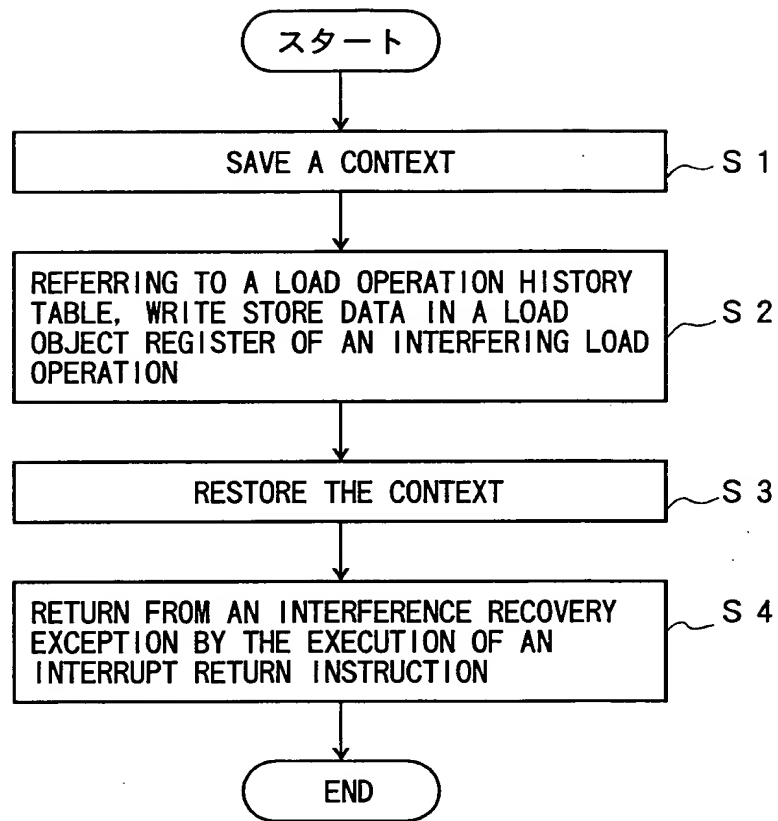 スタート
SAVE A CONTEXT
S 1
REFERRING TO A LOAD OPERATION HISTORY
TABLE, WRITE STORE DATA IN A LOAD
OBJECT REGISTER OF AN INTERFERING LOAD
OPERATION
S 2
RESTORE THE CONTEXT
S 3
RETURN FROM AN INTERFERENCE RECOVERY
EXCEPTION BY THE EXECUTION OF AN
INTERRUPT RETURN INSTRUCTION
S 4
END